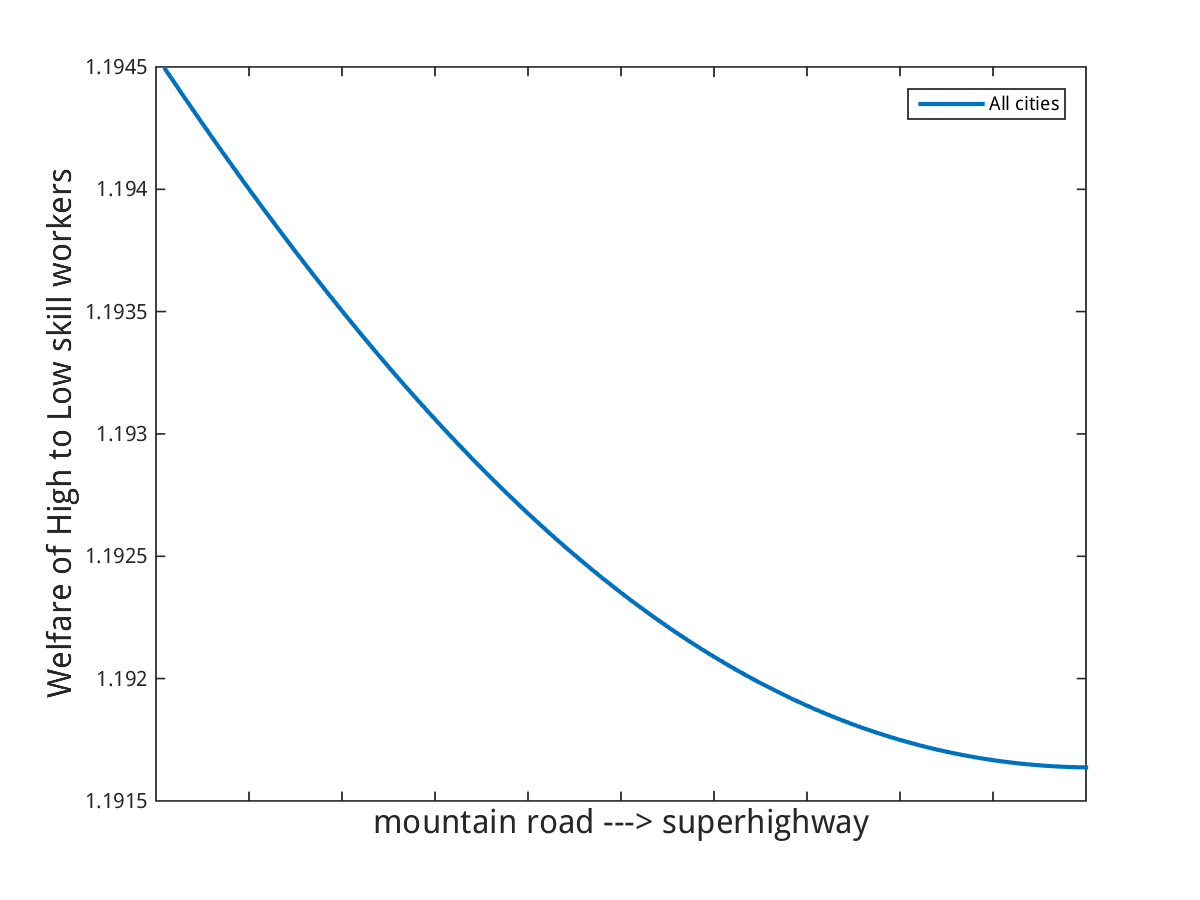 1.1945
All cities
1.194
1.1935
1.193
1.1925
1.192
1.1915
Welfare of High to Low skill workers
mountain road ---> superhighway